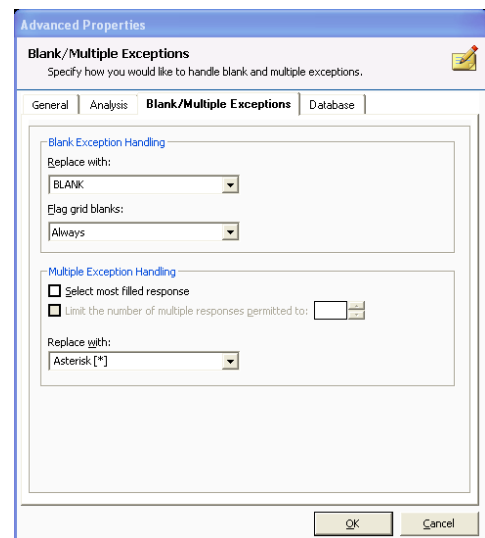 Advanced Properties
Blank/Multiple Exceptions
Specify how you would like to handle blank and multiple exceptions.
General Analysis Blank/Multiple Exceptions Database
Blank Exception Handling
Replace with:
BLANK
Flag grid blanks:
Always
Multiple Exception Handling
Select most filled response
Limit the number of multiple responses permitted to:
Replace with:
Asterisk [*]
OK Cancel